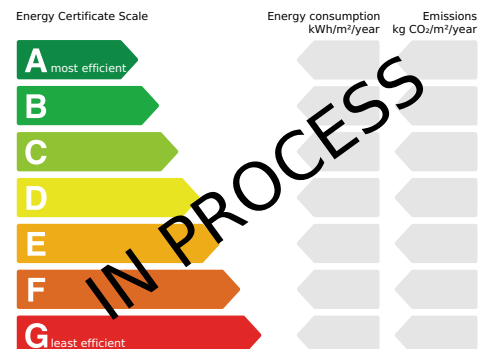 Energy Certificate Scale
Energy consumption
kWh/m²/year
Emissions
kg CO₂/m²/year
A most efficient
B
C
D
E
F
G least efficient
IN PROCESS